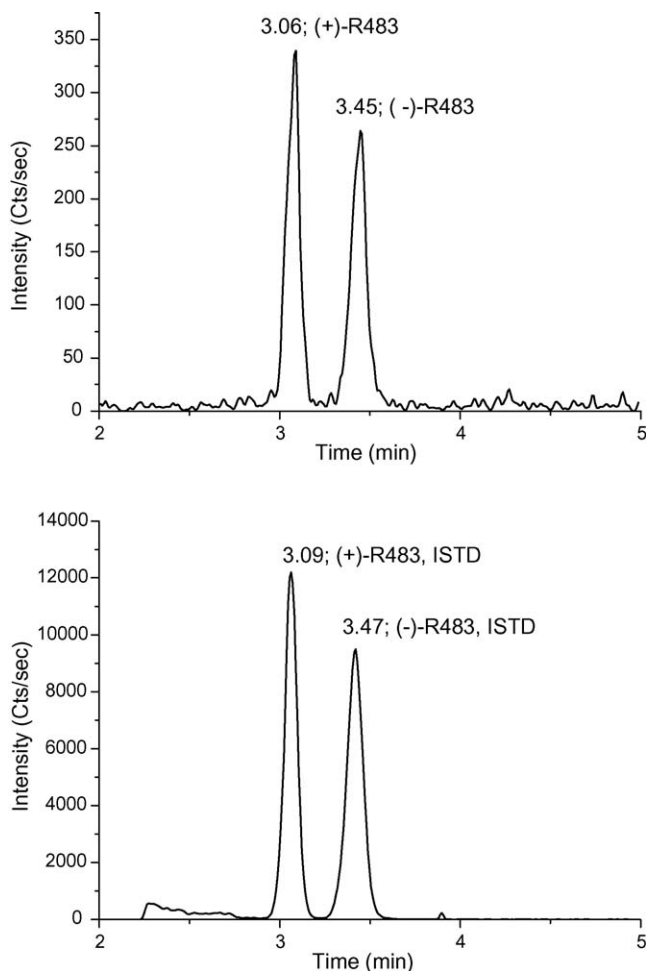 3.06; (+)-R483
3.45; ( -)-R483
350
300
250
200
150
100
50
0
Intensity (Cts/sec)
2 3 4 5
Time (min)
14000
12000
10000
8000
6000
4000
2000
0
Intensity (Cts/sec)
3.09; (+)-R483, ISTD
3.47; (-)-R483, ISTD
2 3 4 5
Time (min)